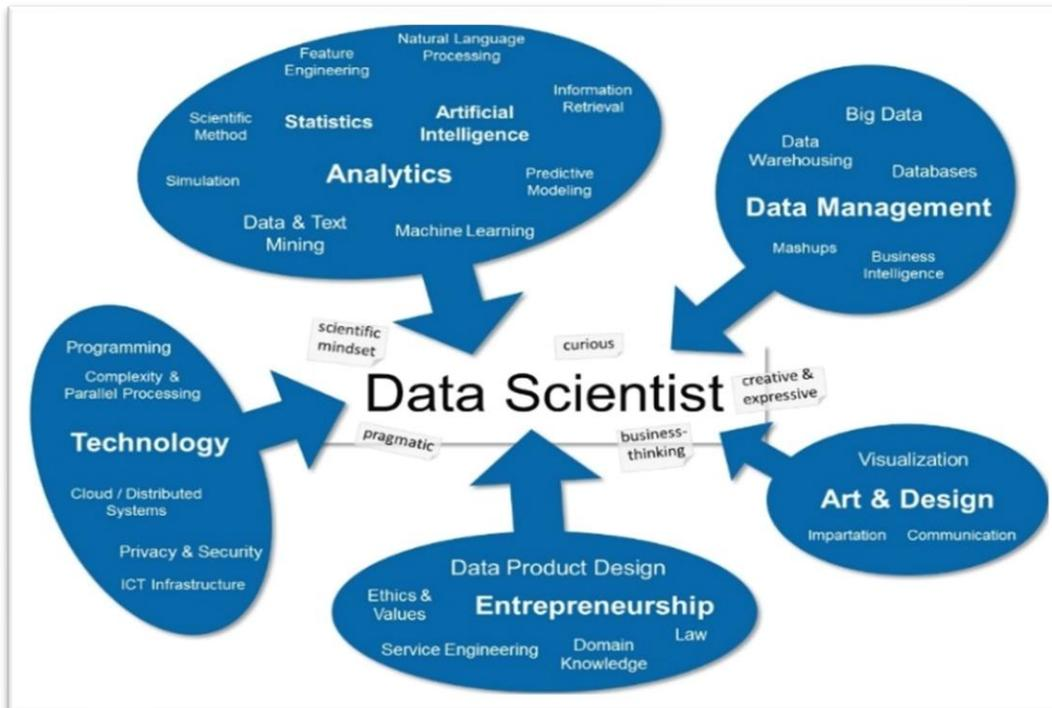 Natural Language
Processing
Feature
Engineering
Information
Retrieval
Scientific
Method
Statistics
Artificial
Intelligence
Simulation
Analytics
Predictive
Modeling
Data & Text
Mining
Machine Learning
Big Data
Data
Warehousing
Databases
Data Management
Mashups
Business
Intelligence
Programming
Complexity &
Parallel Processing
Technology
Cloud / Distributed
Systems
Privacy & Security
ICT Infrastructure
scientific
mindset
curious
Data Scientist
creative &
expressive
pragmatic
business-
thinking
Visualization
Art & Design
Impartation
Communication
Data Product Design
Ethics &
Values
Entrepreneurship
Service Engineering
Domain
Knowledge
Law